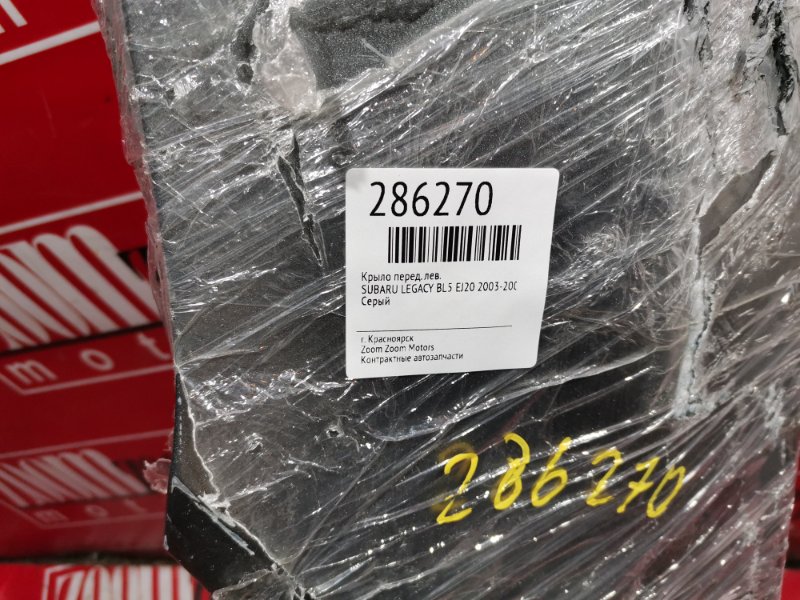 286270
Крыло перед. лев.
SUBARU LEGACY BL5 EJ20 2003-200
Серый
г. Красноярск
Zoom Zoom Motors
Контрактные автозапчасти
286270